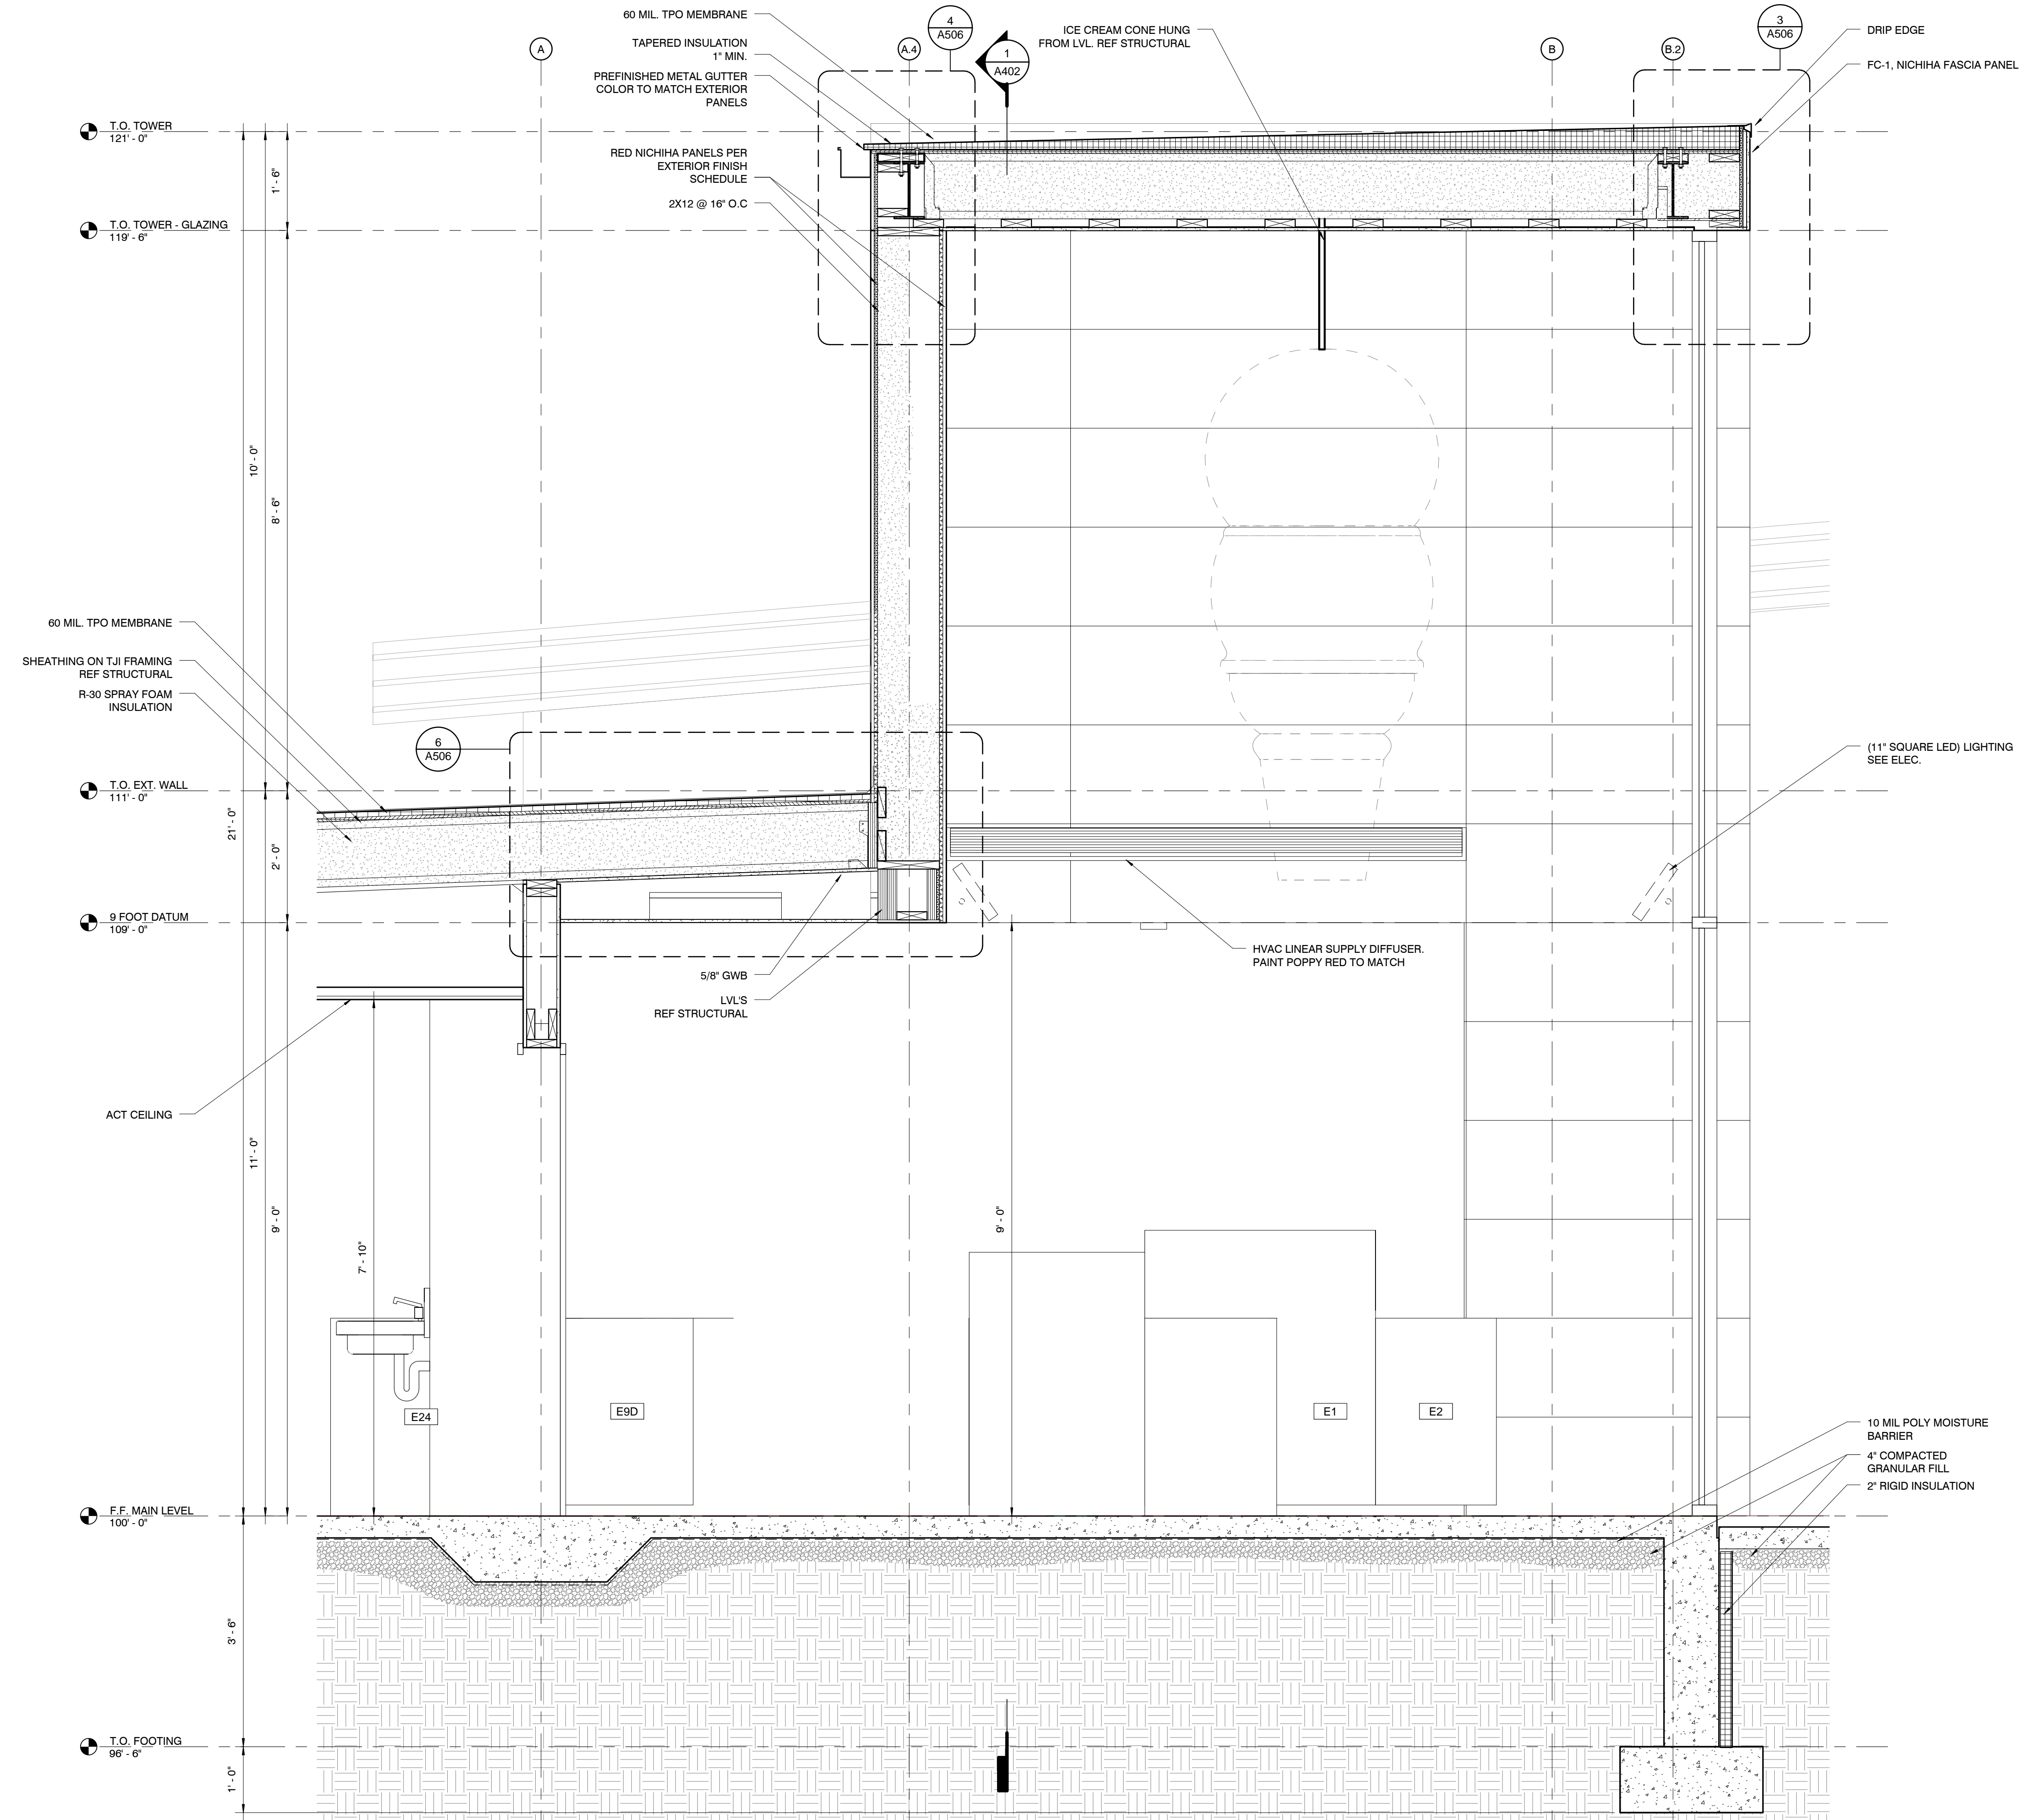 60 MIL. TPO MEMBRANE
TAPERED INSULATION
1" MIN.
PREFINISHED METAL GUTTER
COLOR TO MATCH EXTERIOR
PANELS
RED NICHIHA PANELS PER
EXTERIOR FINISH
SCHEDULE
2X12 @ 16" O.C
4
A506
1
A402
ICE CREAM CONE HUNG
FROM LVL. REF STRUCTURAL
3
A506
DRIP EDGE
FC-1, NICHIHA FASCIA PANEL
A
A.4
B
B.2
T.O. TOWER
121' - 0"
T.O. TOWER - GLAZING
119' - 6"
1' - 6"
10' - 0"
8' - 6"
60 MIL. TPO MEMBRANE
SHEATHING ON TJI FRAMING
REF STRUCTURAL
R-30 SPRAY FOAM
INSULATION
6
A506
(11" SQUARE LED) LIGHTING
SEE ELEC.
T.O. EXT. WALL
111' - 0"
21' - 0"
2' - 0"
9 FOOT DATUM
109' - 0"
HVAC LINEAR SUPPLY DIFFUSER.
PAINT POPPY RED TO MATCH
5/8" GWB
LVL'S
REF STRUCTURAL
ACT CEILING
11' - 0"
9' - 0"
7' - 10"
9' - 0"
E24
E9D
E1
E2
10 MIL POLY MOISTURE
BARRIER
4" COMPACTED
GRANULAR FILL
2" RIGID INSULATION
F.F. MAIN LEVEL
100' - 0"
3' - 6"
T.O. FOOTING
96' - 6"
1' - 0"